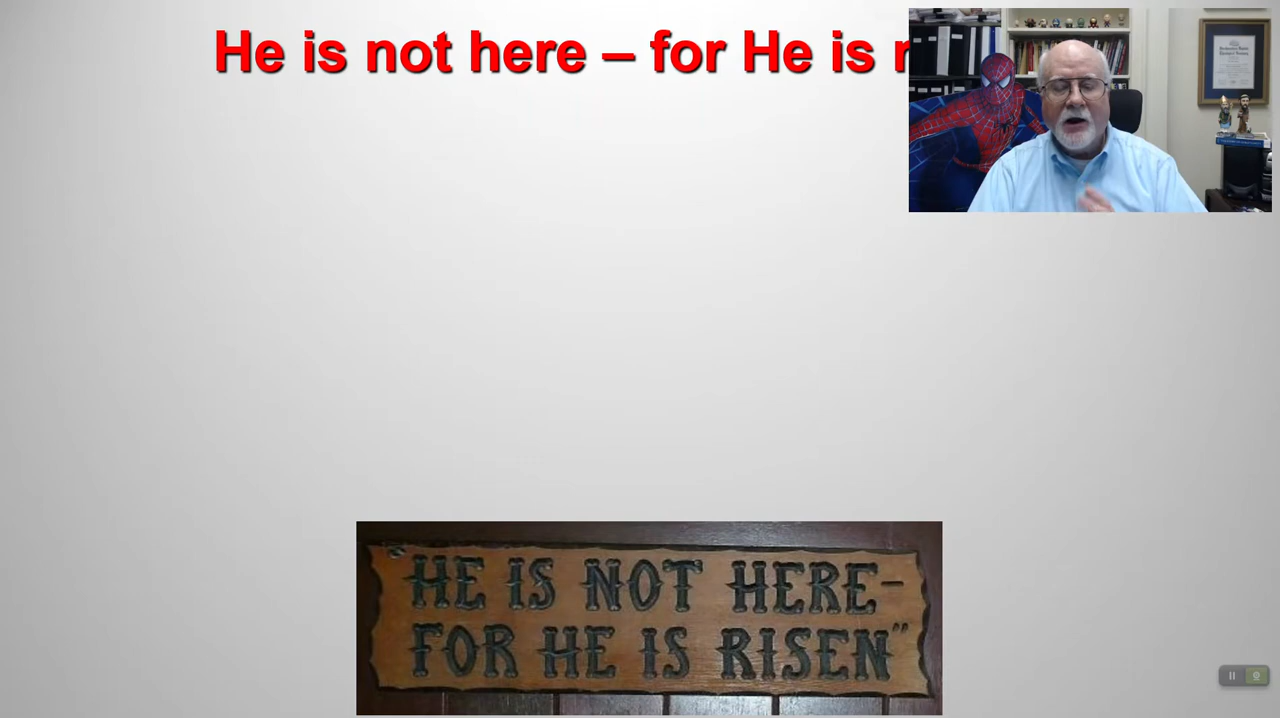 He is not here – for He is r
HE IS NOT HERE-
FOR HE IS RISEN"